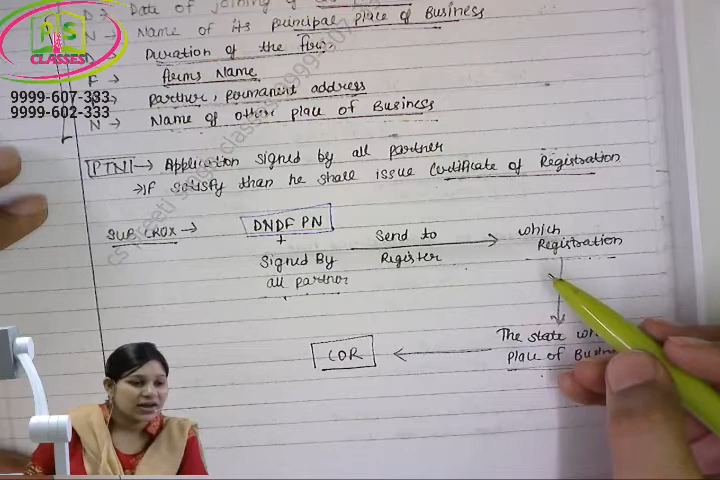 D → Date of joining of
N → Name of its principal place of Business
D → Duration of the firm
F → firms Name
P → partner, permanent address
N → Name of other place of Business
PS
CLASSES
9999-607-333
9999-602-333
[PTN] → Application signed by all partner
→ If satisfy than he shall issue Certificate of Registration
SUB CROX →
DNDF PN
+
Signed By
all partner
Send to
Register
which
Registration
The state
place of
COR